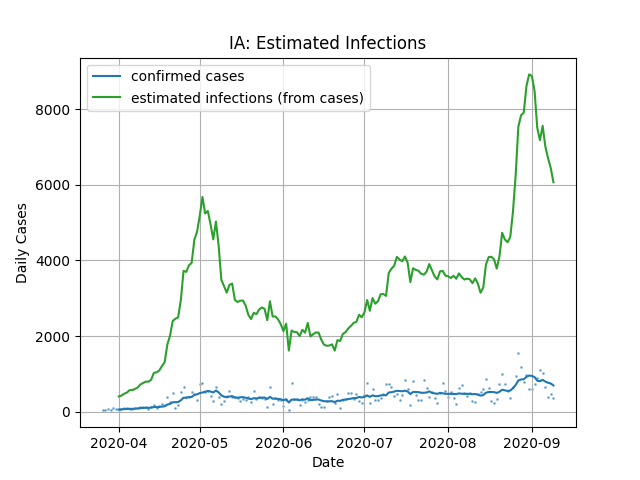 IA: Estimated Infections
confirmed cases
estimated infections (from cases)
Daily Cases
8000
6000
4000
2000
0
2020-04 2020-05 2020-06 2020-07 2020-08 2020-09
Date